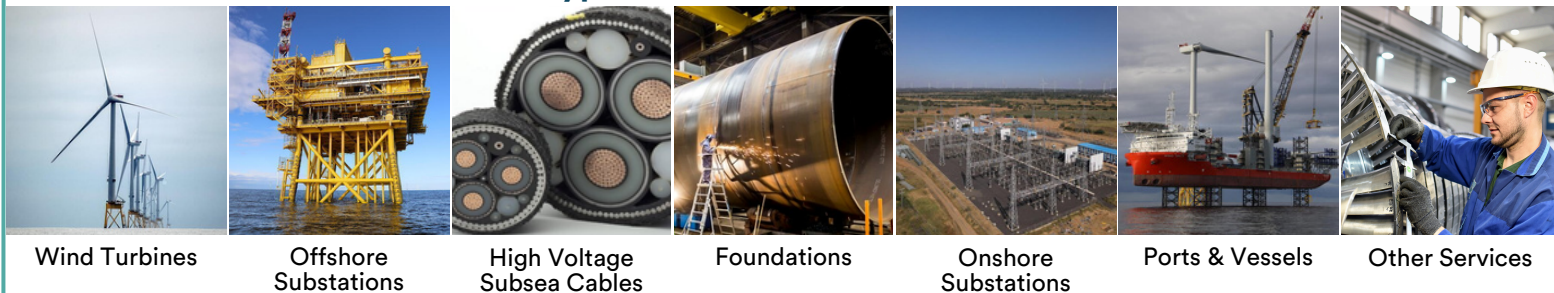 Wind Turbines
Offshore
Substations
High Voltage
Subsea Cables
Foundations
Onshore
Substations
Ports & Vessels
Other Services